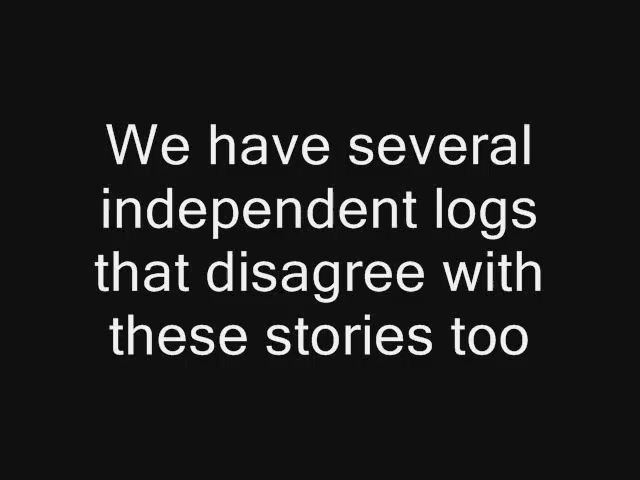 We have several
independent logs
that disagree with
these stories too